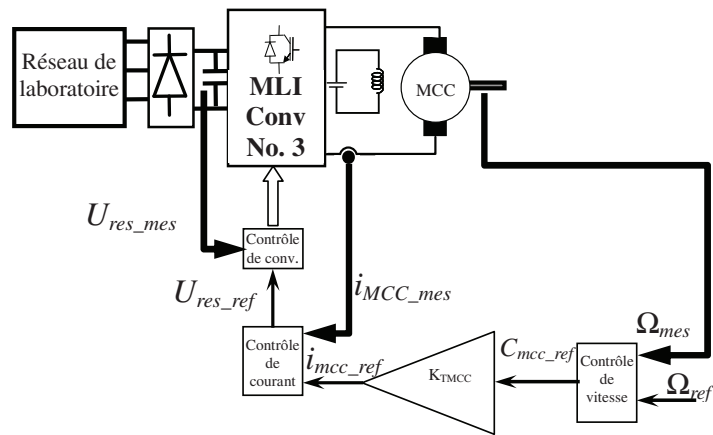 Réseau de
laboratoire
MLI
Conv
No. 3
MCC
U_res_mes
Contrôle
de conv.
U_res_ref
i_MCC_mes
Contrôle
de
courant
i_mcc_ref
K_TMCC
C_mcc_ref
Contrôle
de
vitesse
Ω_mes
Ω_ref